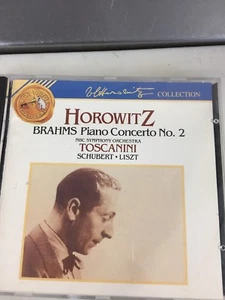 Horowitz COLLECTION
HOROWITZ
BRAHMS Piano Concerto No. 2
NBC SYMPHONY ORCHESTRA
TOSCANINI
SCHUBERT • LISZT